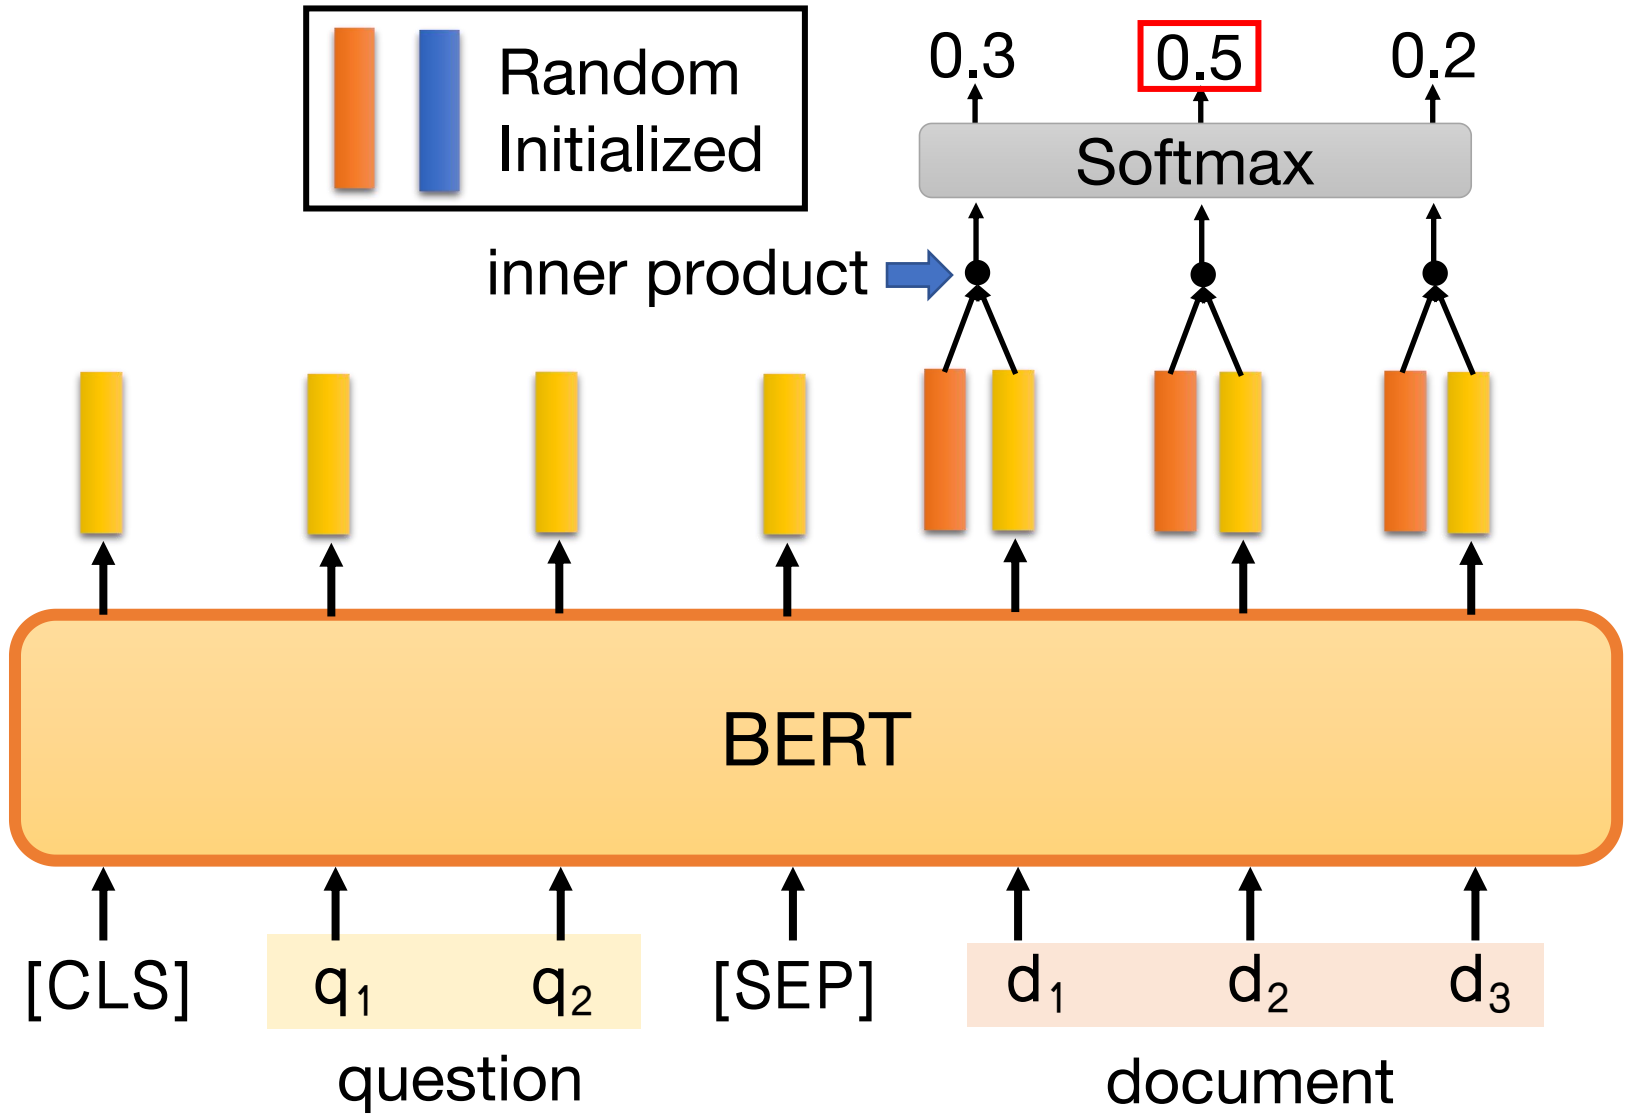 Random
Initialized
0.3 0.5 0.2
Softmax
inner product
BERT
[CLS] q₁ q₂ [SEP] d₁ d₂ d₃
question document